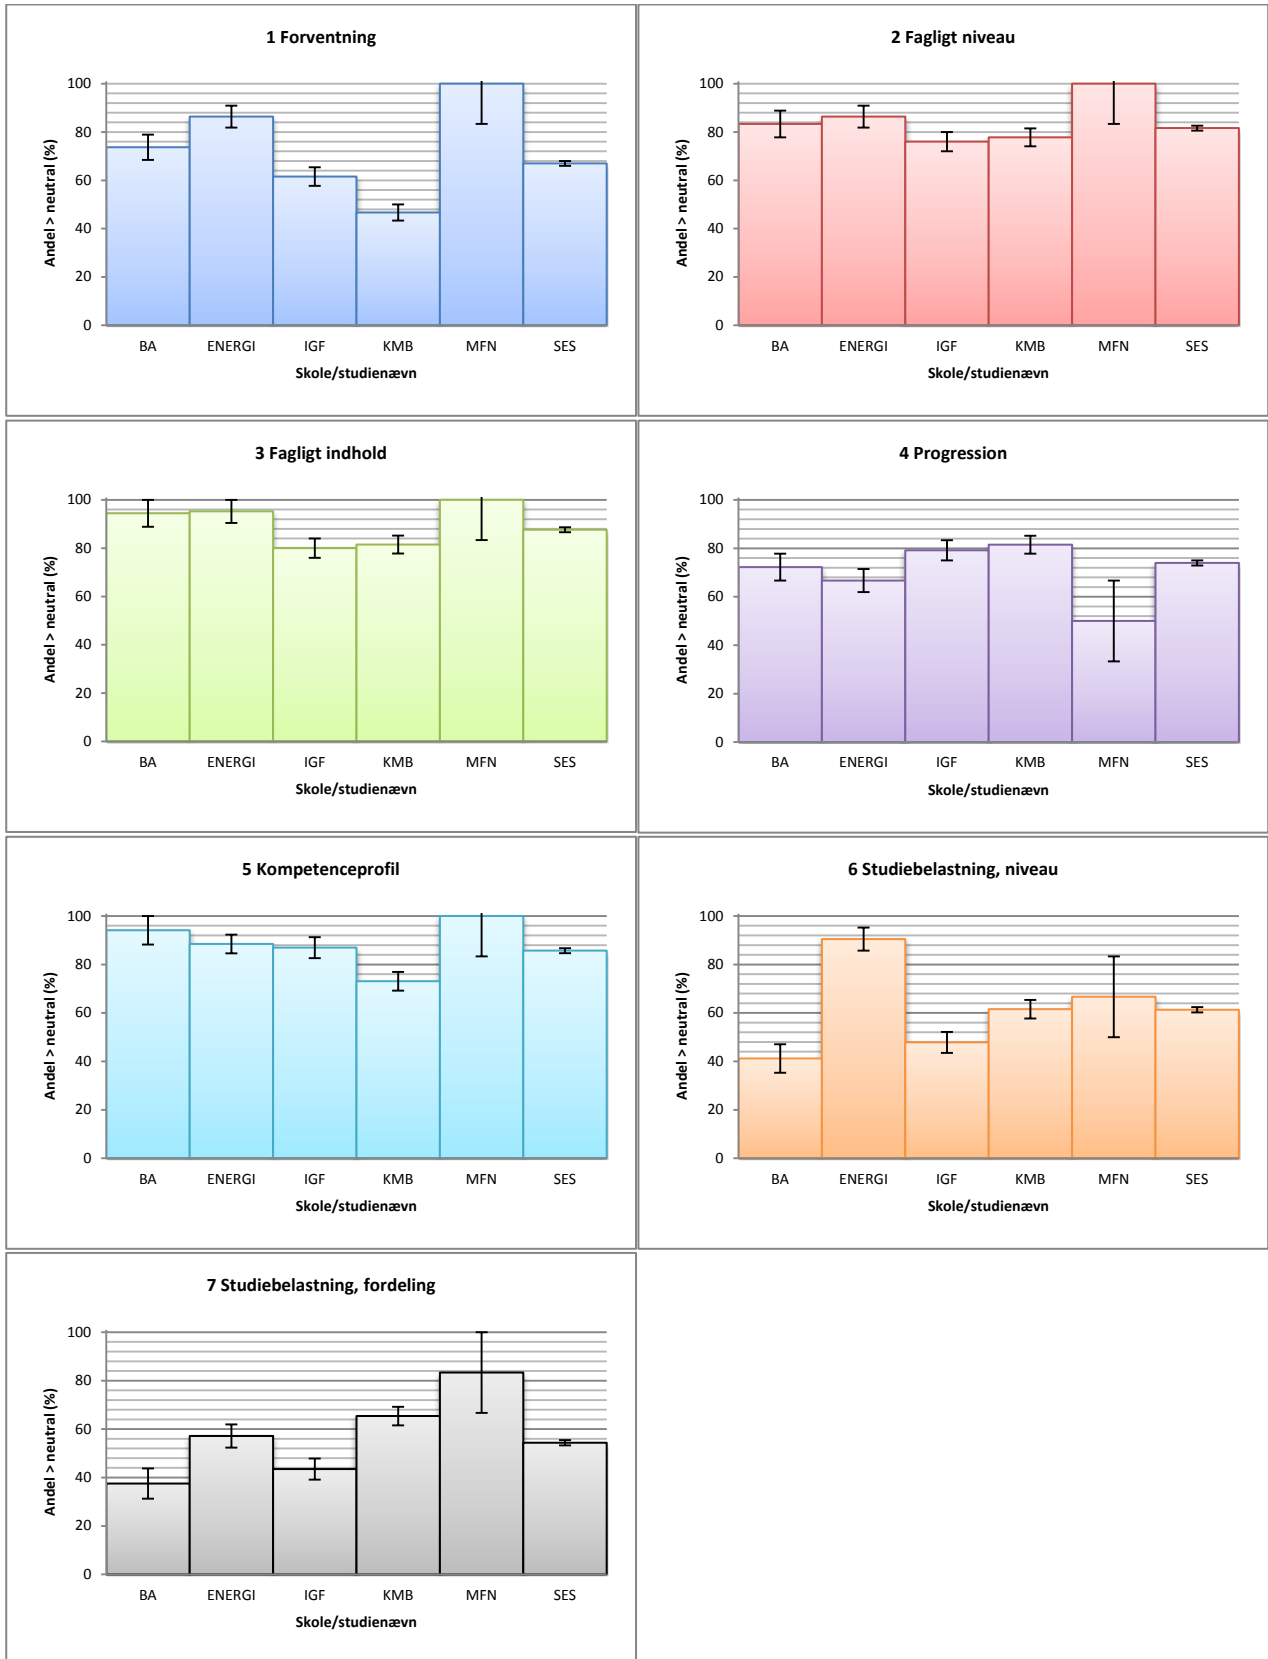 1 Forventning
Andel > neutral (%)
100
80
60
40
20
0
BA ENERGI IGF KMB MFN SES
Skole/studienævn
2 Fagligt niveau
Andel > neutral (%)
100
80
60
40
20
0
BA ENERGI IGF KMB MFN SES
Skole/studienævn
3 Fagligt indhold
Andel > neutral (%)
100
80
60
40
20
0
BA ENERGI IGF KMB MFN SES
Skole/studienævn
4 Progression
Andel > neutral (%)
100
80
60
40
20
0
BA ENERGI IGF KMB MFN SES
Skole/studienævn
5 Kompetenceprofil
Andel > neutral (%)
100
80
60
40
20
0
BA ENERGI IGF KMB MFN SES
Skole/studienævn
6 Studiebelastning, niveau
Andel > neutral (%)
100
80
60
40
20
0
BA ENERGI IGF KMB MFN SES
Skole/studienævn
7 Studiebelastning, fordeling
Andel > neutral (%)
100
80
60
40
20
0
BA ENERGI IGF KMB MFN SES
Skole/studienævn